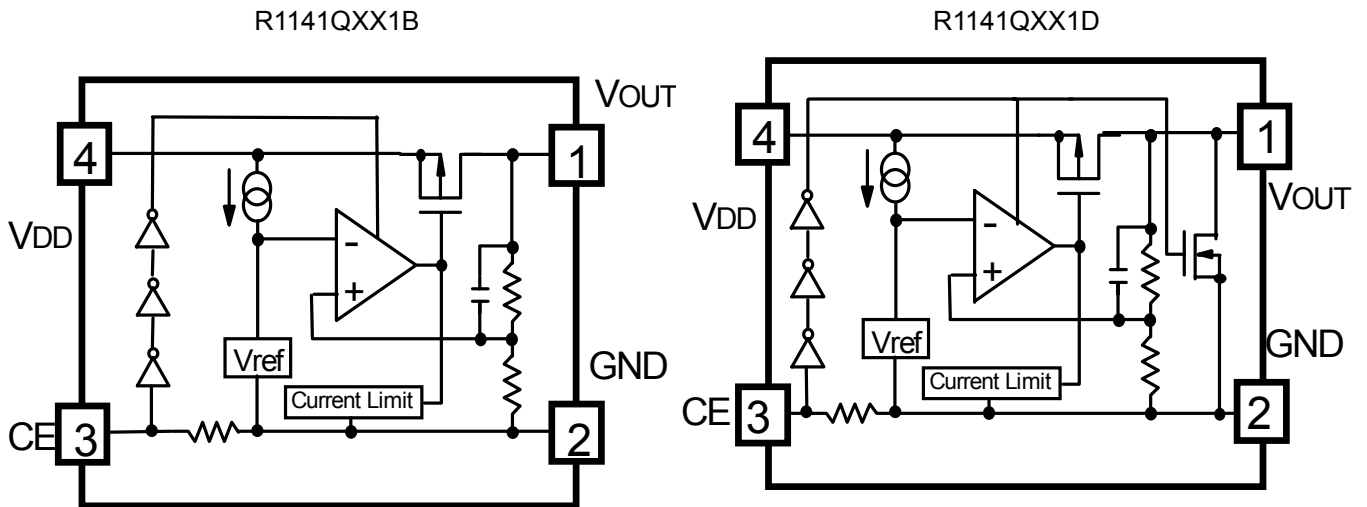 R1141QXX1B
R1141QXX1D
VOUT
4
1
VDD
-
+
Vref
GND
Current Limit
CE
3
2
4
1
VDD
VOUT
-
+
Vref
GND
Current Limit
CE
3
2